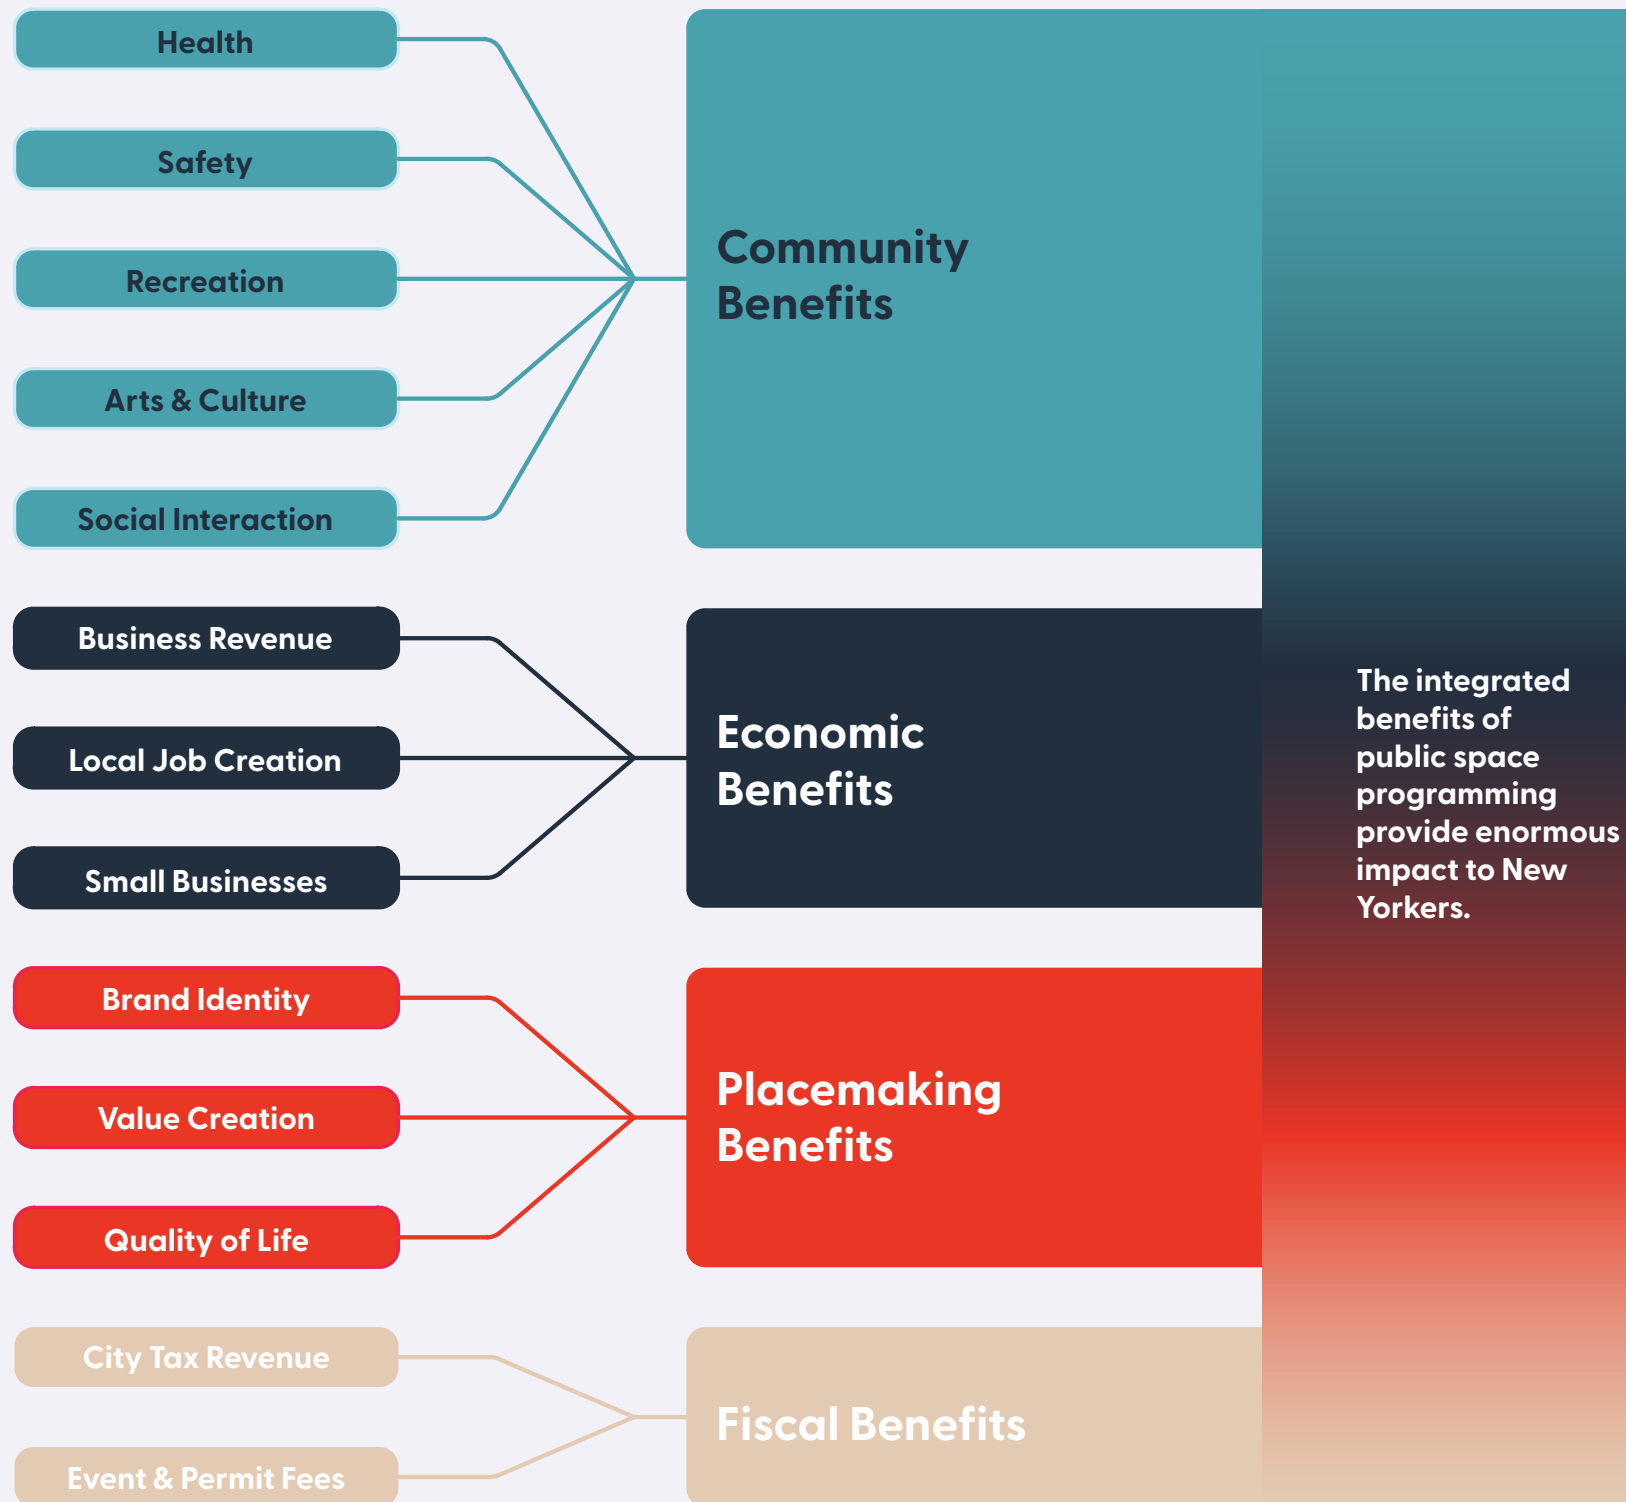 Health
Safety
Recreation
Arts & Culture
Social Interaction
Community
Benefits
Business Revenue
Local Job Creation
Small Businesses
Economic
Benefits
Brand Identity
Value Creation
Quality of Life
Placemaking
Benefits
City Tax Revenue
Event & Permit Fees
Fiscal Benefits
The integrated
benefits of
public space
programming
provide enormous
impact to New
Yorkers.